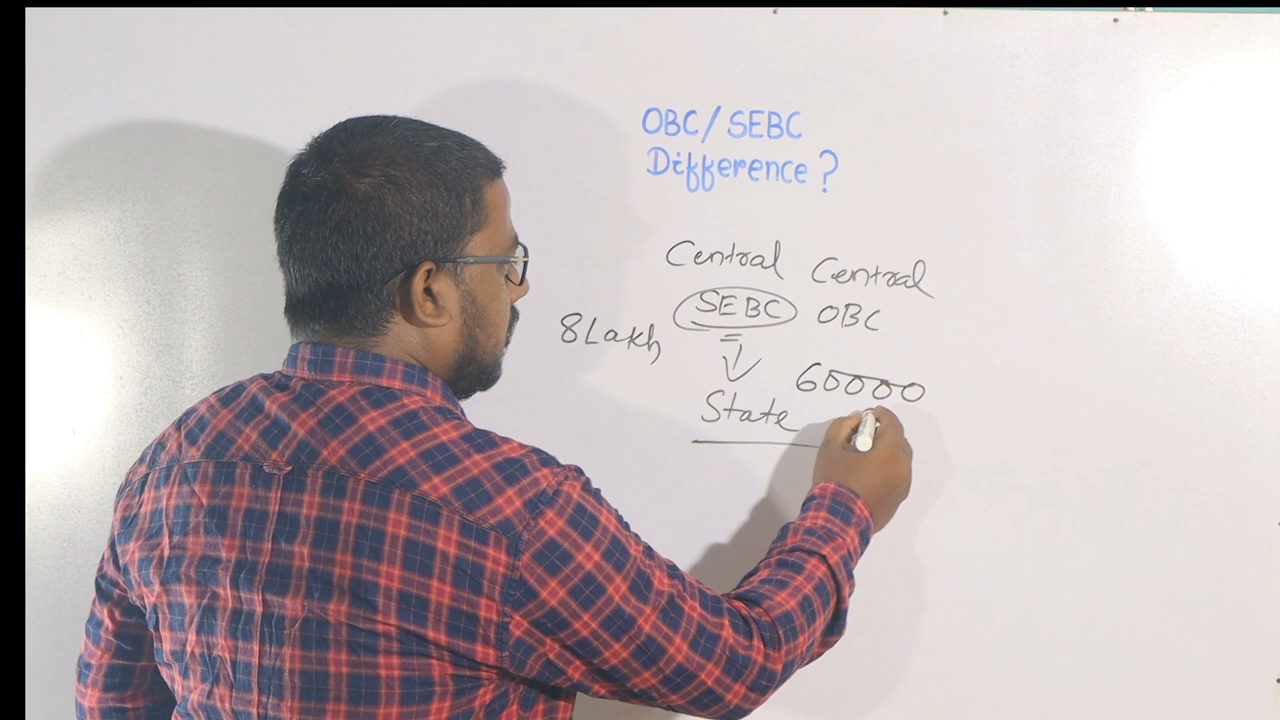 OBC/SEBC
Difference?
Central Central
SEBC OBC
8 Lakh
60000
State